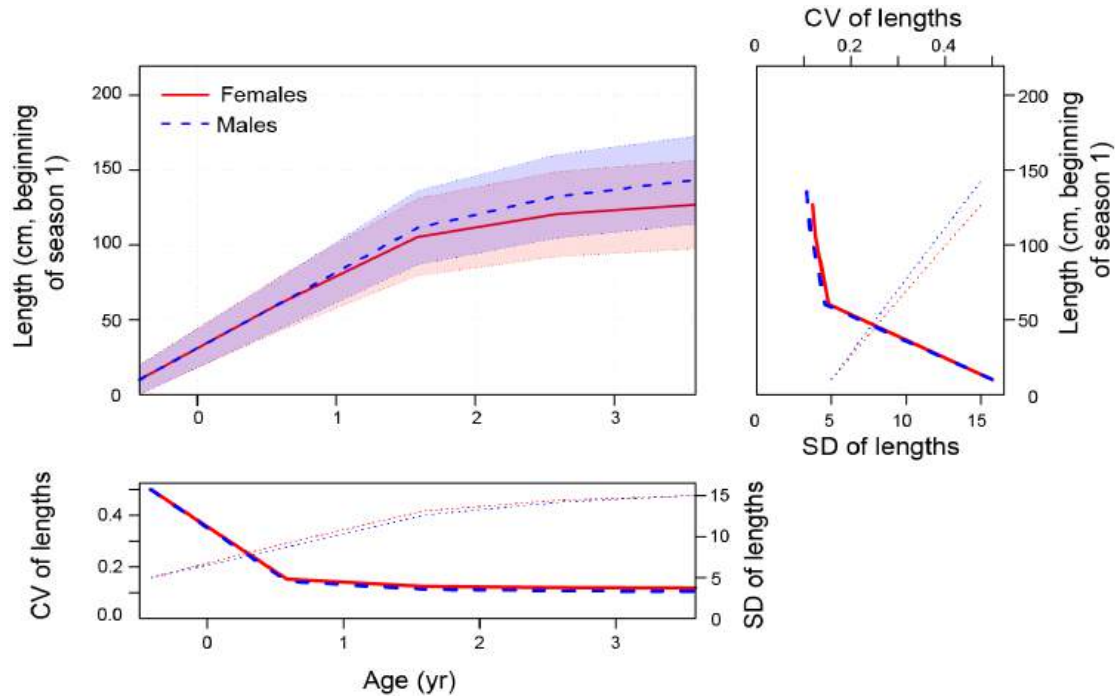 CV of lengths
0 0.2 0.4
200
150
100
50
0
Length (cm, beginning
of season 1)
Females
Males
0 1 2 3
200
150
100
50
0
Length (cm, beginning
of season 1)
0 5 10 15
SD of lengths
CV of lengths
0.4
0.2
0.0
15
10
5
0
SD of lengths
0 1 2 3
Age (yr)